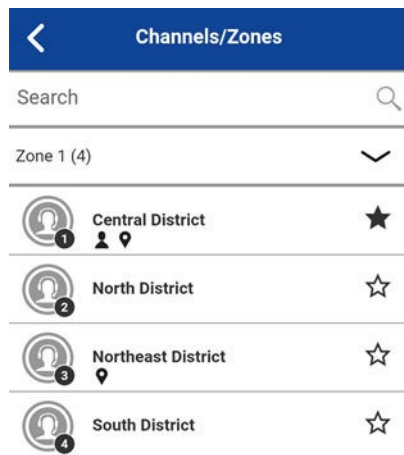 Channels/Zones
Search
Zone 1 (4)
1
Central District
2
North District
3
Northeast District
4
South District